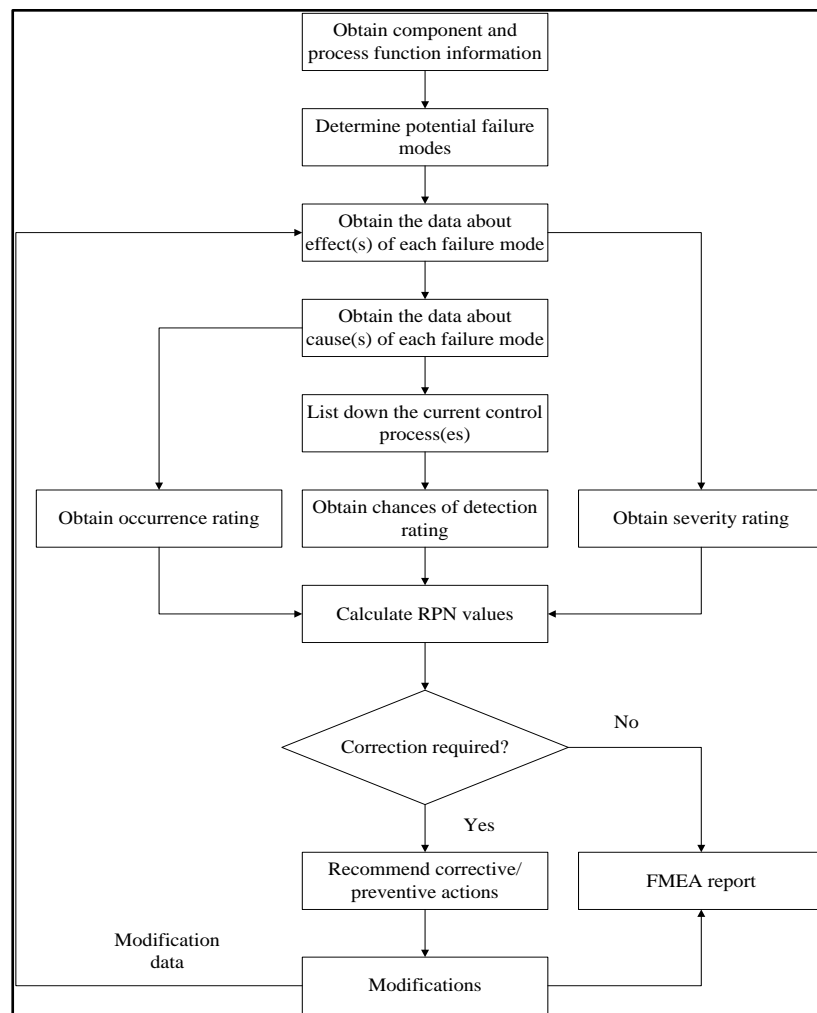 Obtain component and
process function information
Determine potential failure
modes
Obtain the data about
effect(s) of each failure mode
Obtain the data about
cause(s) of each failure mode
List down the current control
process(es)
Obtain occurrence rating
Obtain chances of detection
rating
Obtain severity rating
Calculate RPN values
Correction required?
No
Yes
Recommend corrective/
preventive actions
FMEA report
Modification
data
Modifications